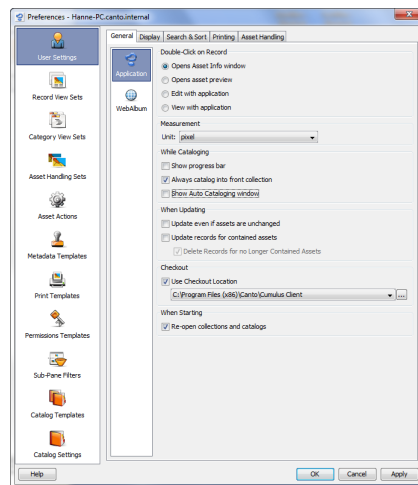 Preferences - Hanne-PC.canto.internal
User Settings
Record View Sets
Category View Sets
Asset Handling Sets
Asset Actions
Metadata Templates
Print Templates
Permissions Templates
Sub-Pane Filters
Catalog Templates
Catalog Settings
General Display Search & Sort Printing Asset Handling
Application
WebAlbum
Double-Click on Record
Opens Asset Info window
Opens asset preview
Edit with application
View with application
Measurement
Unit: pixel
While Cataloging
Show progress bar
Always catalog into front collection
Show Auto Cataloging window
When Updating
Update even if assets are unchanged
Update records for contained assets
Delete Records for no Longer Contained Assets
Checkout
Use Checkout Location
C:\Program Files (x86)\Canto\Cumulus Client
...
When Starting
Re-open collections and catalogs
Help OK Cancel Apply